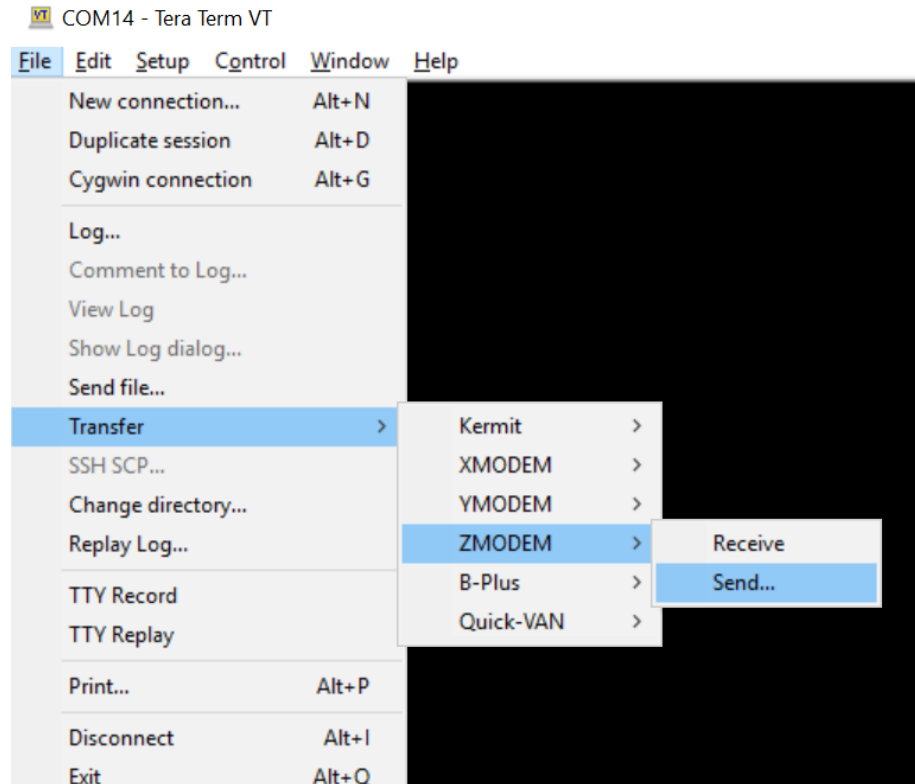 VT COM14 - Tera Term VT
File Edit Setup Control Window Help
New connection... Alt+N
Duplicate session Alt+D
Cygwin connection Alt+G
Log...
Comment to Log...
View Log
Show Log dialog...
Send file...
Transfer >
SSH SCP...
Change directory...
Replay Log...
TTY Record
TTY Replay
Print... Alt+P
Disconnect Alt+I
Exit Alt+Q
Kermit >
XMODEM >
YMODEM >
ZMODEM >
B-Plus >
Quick-VAN >
Receive
Send...